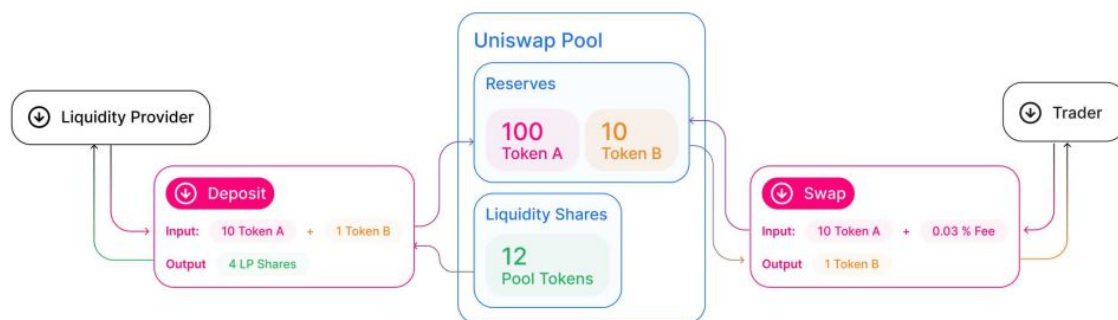 Liquidity Provider
Deposit
Input: 10 Token A + 1 Token B
Output 4 LP Shares
Uniswap Pool
Reserves
100 10
Token A Token B
Liquidity Shares
12
Pool Tokens
Trader
Swap
Input: 10 Token A + 0.03 % Fee
Output 1 Token B